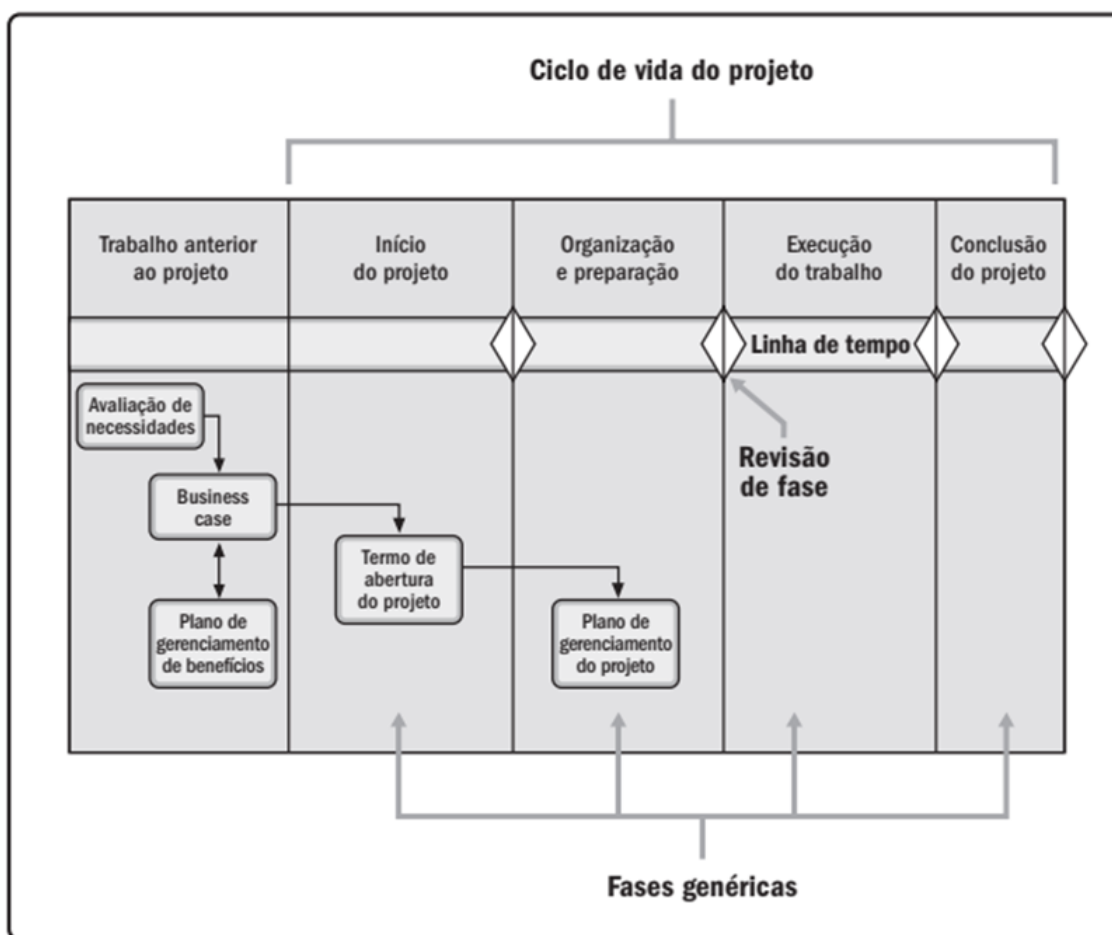 Ciclo de vida do projeto
Trabalho anterior
ao projeto
Início
do projeto
Organização
e preparação
Execução
do trabalho
Conclusão
do projeto
Linha de tempo
Avaliação de
necessidades
Business
case
Plano de
gerenciamento
de benefícios
Termo de
abertura
do projeto
Plano de
gerenciamento
do projeto
Revisão
de fase
Fases genéricas